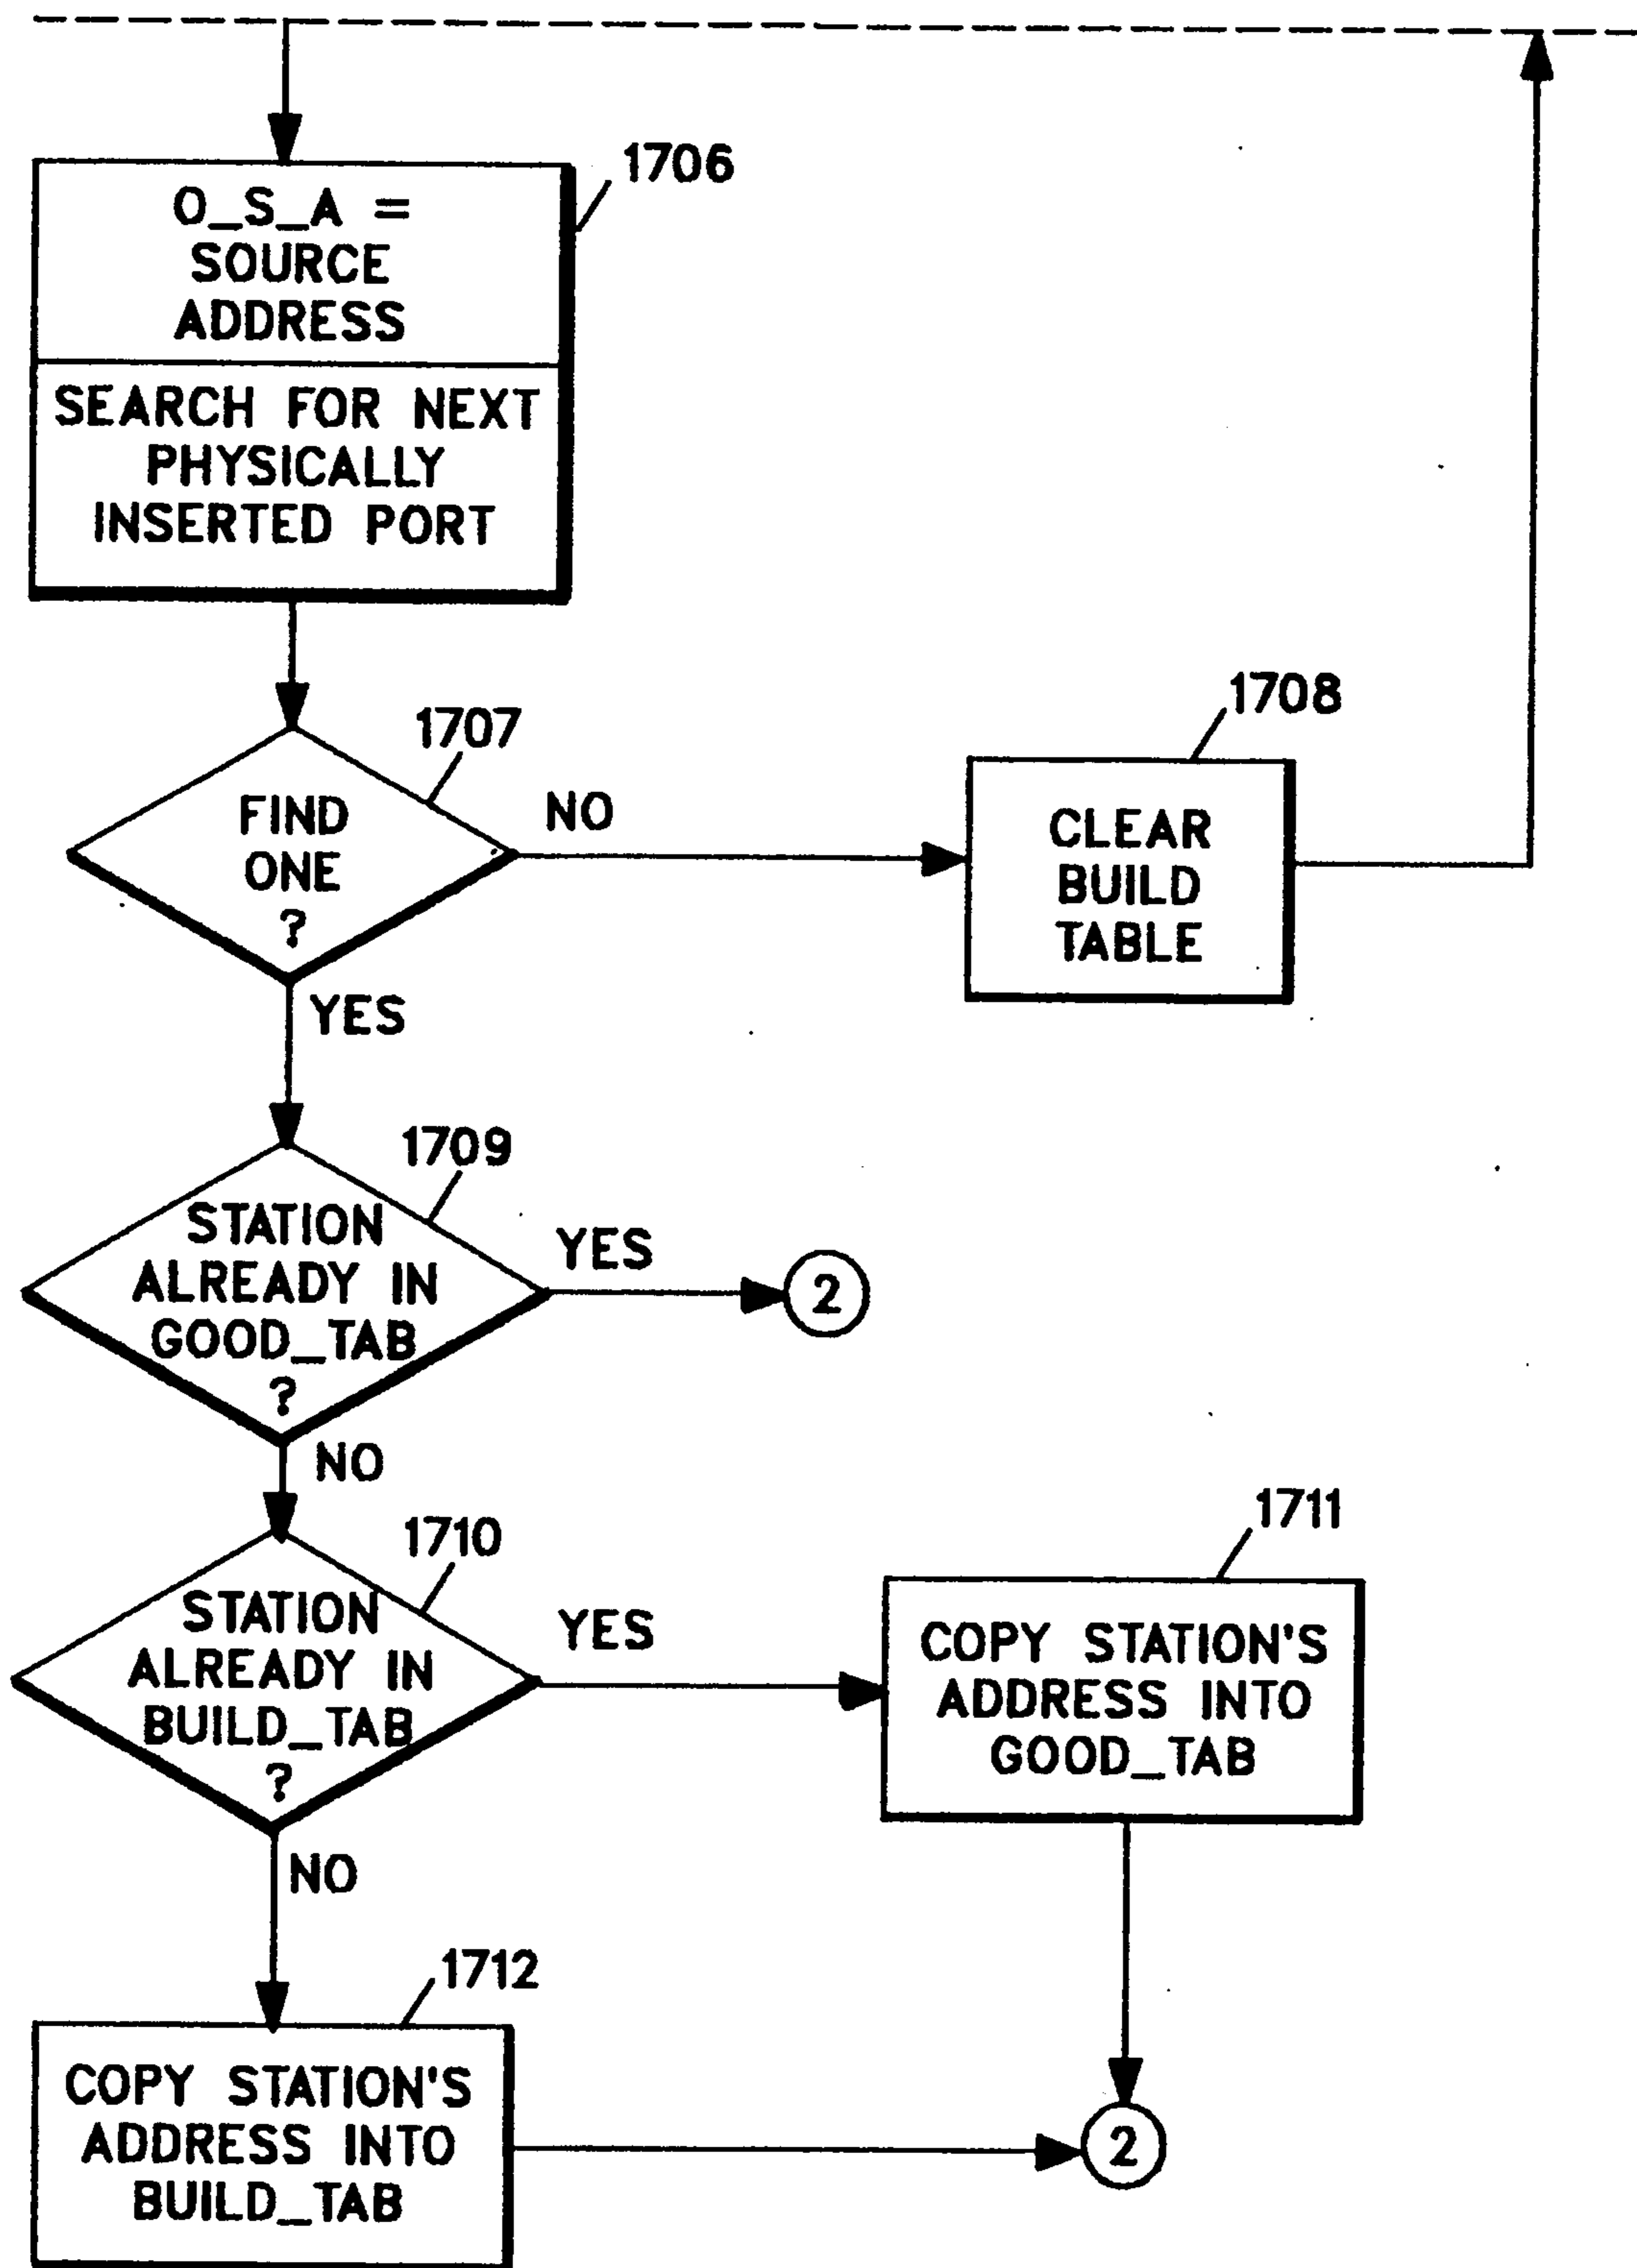 1706
O_S_A =
SOURCE
ADDRESS
SEARCH FOR NEXT
PHYSICALLY
INSERTED PORT
1707
FIND
ONE
?
NO
YES
1708
CLEAR
BUILD
TABLE
1709
STATION
ALREADY IN
GOOD_TAB
?
YES
2
NO
1710
STATION
ALREADY IN
BUILD_TAB
?
YES
1711
COPY STATION'S
ADDRESS INTO
GOOD_TAB
NO
1712
COPY STATION'S
ADDRESS INTO
BUILD_TAB
2